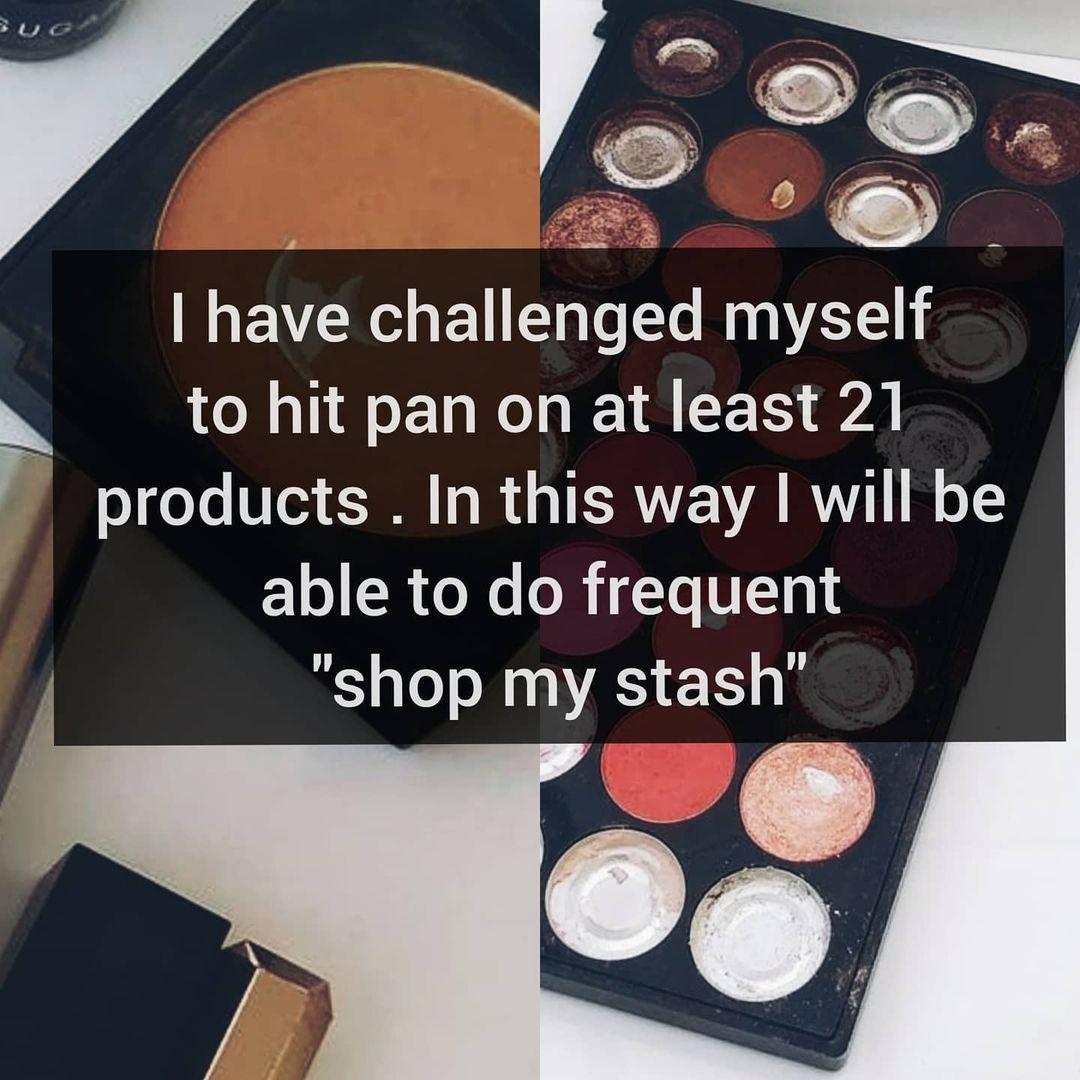 SUG
I have challenged myself
to hit pan on at least 21
products . In this way I will be
able to do frequent
"shop my stash"